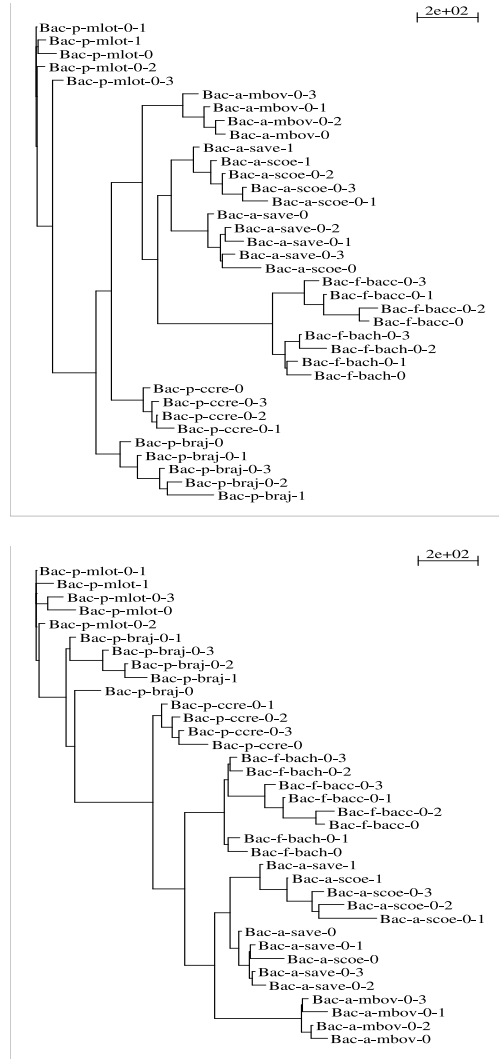 2e+02
Bac-p-mlot-0-1
Bac-p-mlot-1
Bac-p-mlot-0
Bac-p-mlot-0-2
Bac-p-mlot-0-3
Bac-a-mbov-0-3
Bac-a-mbov-0-1
Bac-a-mbov-0-2
Bac-a-mbov-0
Bac-a-save-1
Bac-a-scoe-1
Bac-a-scoe-0-2
Bac-a-scoe-0-3
Bac-a-scoe-0-1
Bac-a-save-0
Bac-a-save-0-2
Bac-a-save-0-1
Bac-a-save-0-3
Bac-a-scoe-0
Bac-f-bacc-0-3
Bac-f-bacc-0-1
Bac-f-bacc-0-2
Bac-f-bacc-0
Bac-f-bach-0-3
Bac-f-bach-0-2
Bac-f-bach-0-1
Bac-f-bach-0
Bac-p-ccre-0
Bac-p-ccre-0-3
Bac-p-ccre-0-2
Bac-p-ccre-0-1
Bac-p-braj-0
Bac-p-braj-0-1
Bac-p-braj-0-3
Bac-p-braj-0-2
Bac-p-braj-1
2e+02
Bac-p-mlot-0-1
Bac-p-mlot-1
Bac-p-mlot-0-3
Bac-p-mlot-0
Bac-p-mlot-0-2
Bac-p-braj-0-1
Bac-p-braj-0-3
Bac-p-braj-0-2
Bac-p-braj-1
Bac-p-braj-0
Bac-p-ccre-0-1
Bac-p-ccre-0-2
Bac-p-ccre-0-3
Bac-p-ccre-0
Bac-f-bach-0-3
Bac-f-bach-0-2
Bac-f-bacc-0-3
Bac-f-bacc-0-1
Bac-f-bacc-0-2
Bac-f-bacc-0
Bac-f-bach-0-1
Bac-f-bach-0
Bac-a-save-1
Bac-a-scoe-1
Bac-a-scoe-0-3
Bac-a-scoe-0-2
Bac-a-scoe-0-1
Bac-a-save-0
Bac-a-save-0-1
Bac-a-scoe-0
Bac-a-save-0-3
Bac-a-save-0-2
Bac-a-mbov-0-3
Bac-a-mbov-0-1
Bac-a-mbov-0-2
Bac-a-mbov-0